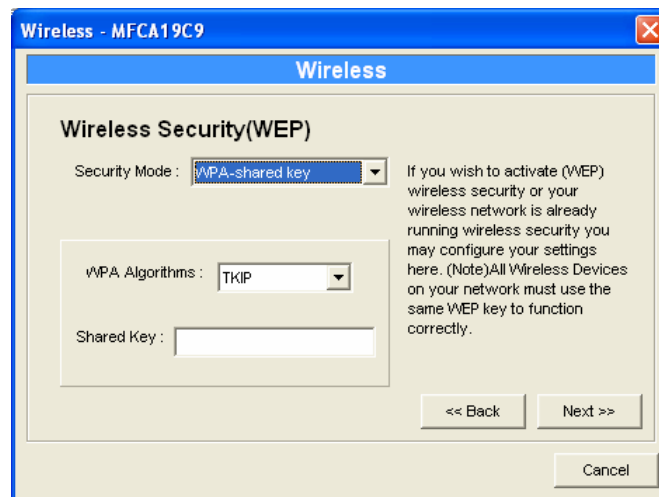 Wireless - MFCA19C9
Wireless
Wireless Security(WEP)
Security Mode : WPA-shared key
If you wish to activate (WEP)
wireless security or your
wireless network is already
running wireless security you
may configure your settings
here. (Note)All Wireless Devices
on your network must use the
same WEP key to function
correctly.
WPA Algorithms : TKIP
Shared Key :
<< Back
Next >>
Cancel